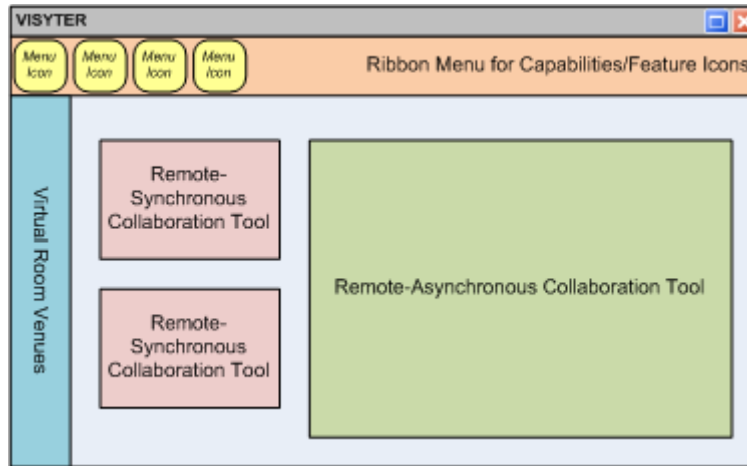 VISYTER
Menu
Icon
Menu
Icon
Menu
Icon
Menu
Icon
Ribbon Menu for Capabilities/Feature Icons
Virtual Room Venues
Remote-
Synchronous
Collaboration Tool
Remote-
Synchronous
Collaboration Tool
Remote-Asynchronous Collaboration Tool